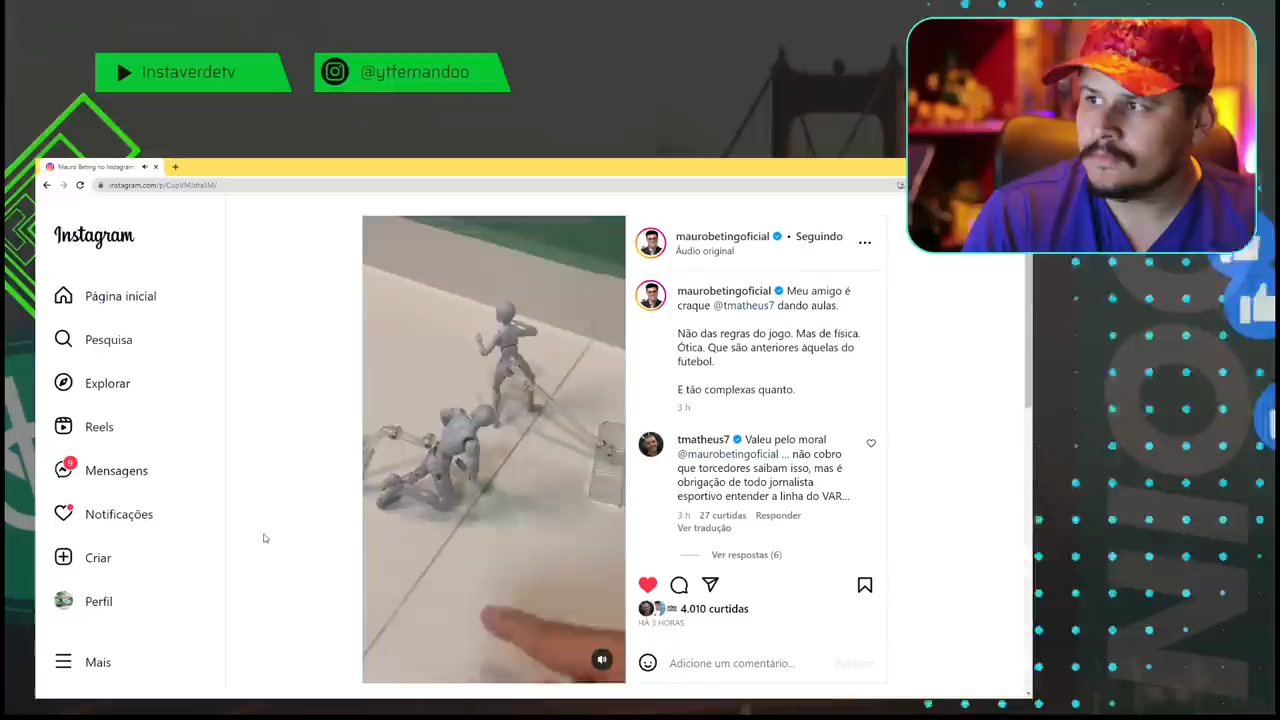 Instaverdetv
@ytfernandoo
Mauro Beting no Instagram:
instagram.com/p/CupVMJdtaSM/
Instagram
Página inicial
Pesquisa
Explorar
Reels
9
Mensagens
Notificações
Criar
Perfil
Mais
maurobetingoficial • Seguindo
Áudio original
maurobetingoficial Meu amigo é
craque @tmatheus7 dando aulas.
Não das regras do jogo. Mas de física.
Ótica. Que são anteriores àquelas do
futebol.
E tão complexas quanto.
3 h
tmatheus7 Valeu pelo moral
@maurobetingoficial ... não cobro
que torcedores saibam isso, mas é
obrigação de todo jornalista
esportivo entender a linha do VAR...
3 h 27 curtidas Responder
Ver tradução
Ver respostas (6)
4.010 curtidas
HÁ 3 HORAS
Adicione um comentário...
Publicar